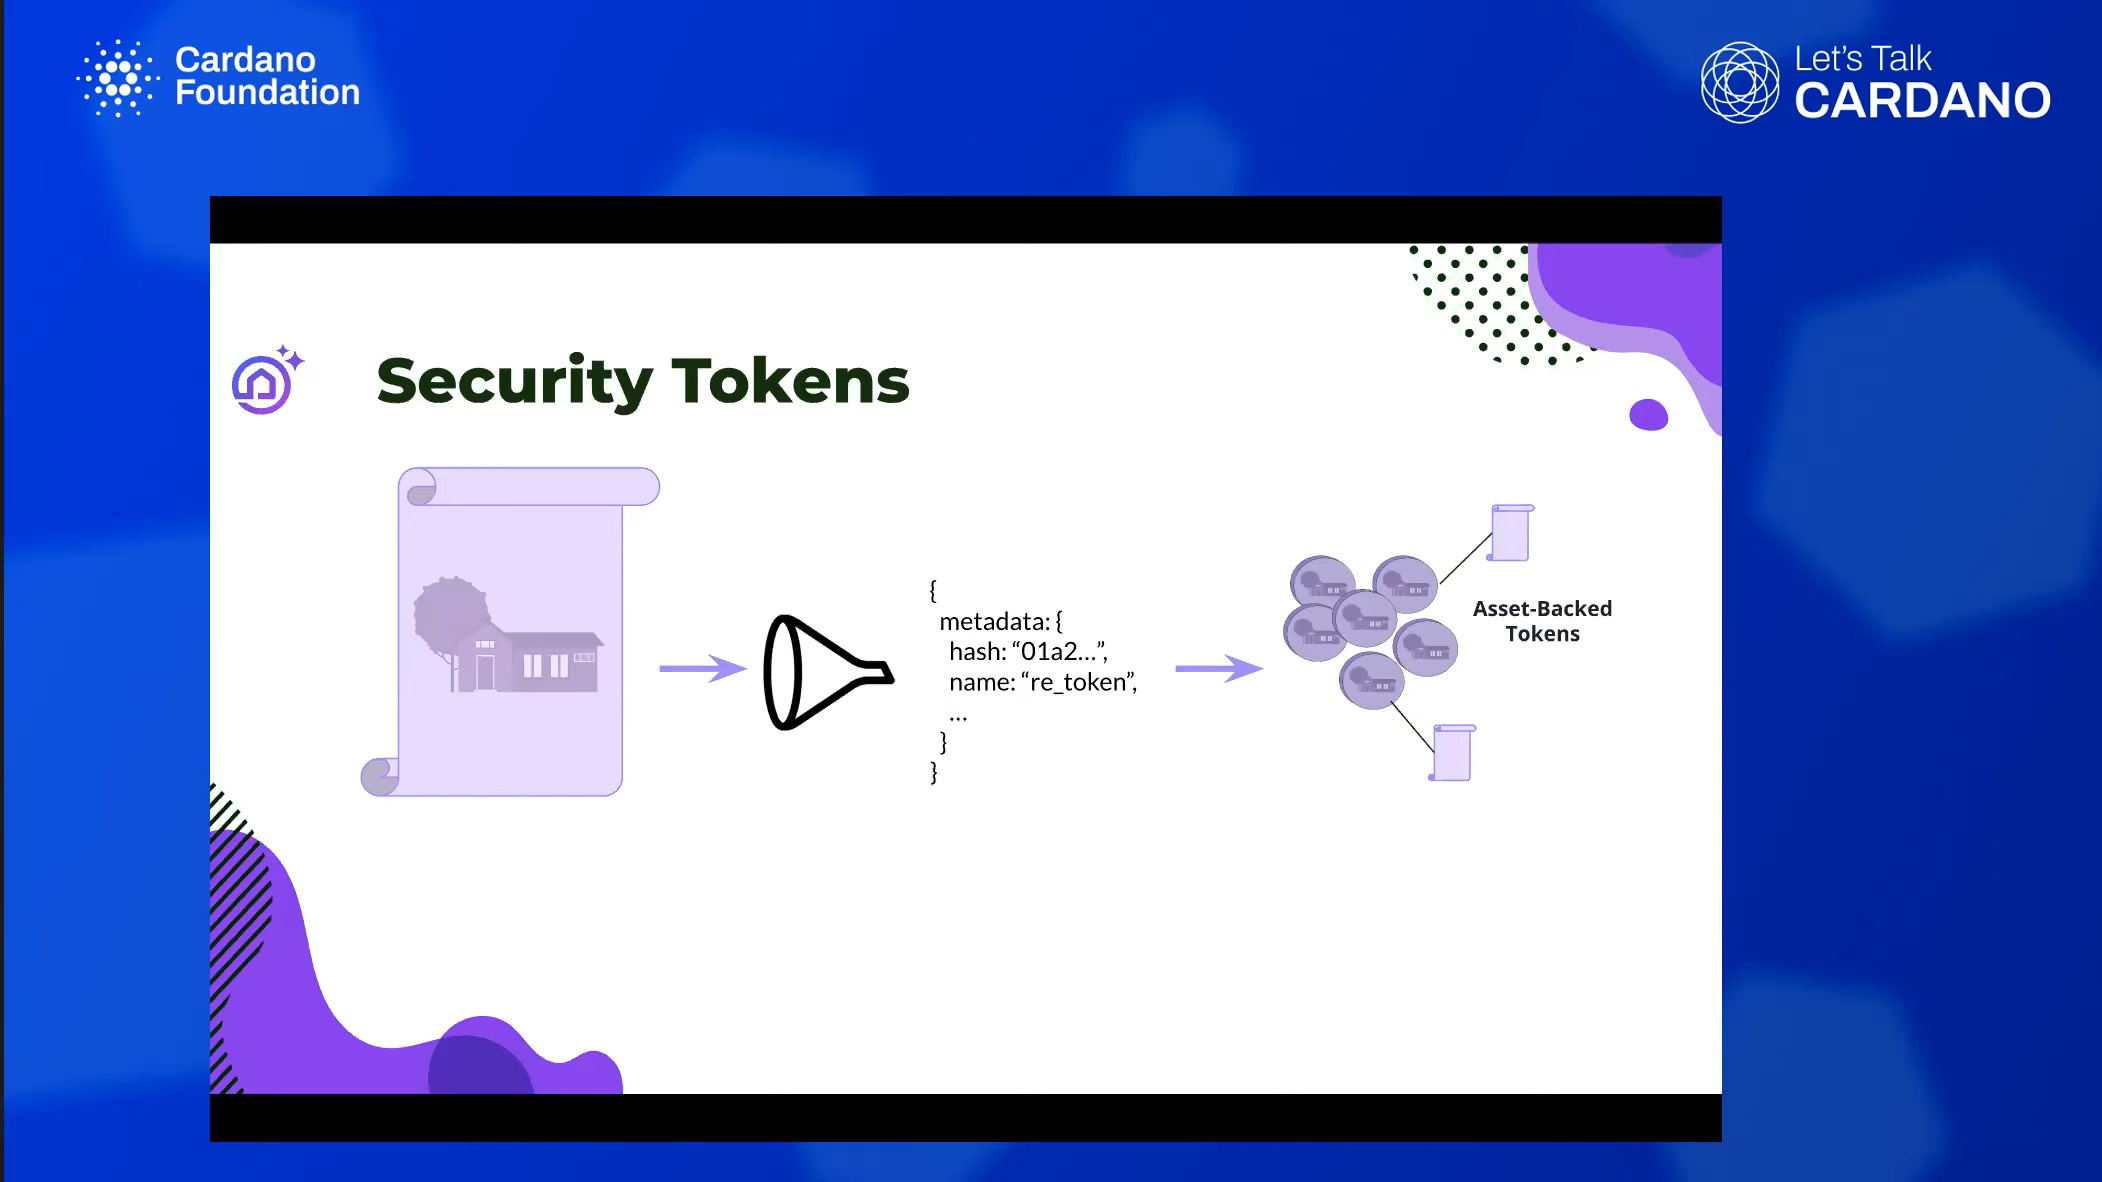 Cardano
Foundation
Let's Talk
CARDANO
Security Tokens
{
metadata: {
hash: “01a2...”,
name: “re_token”,
...
}
}
Asset-Backed
Tokens